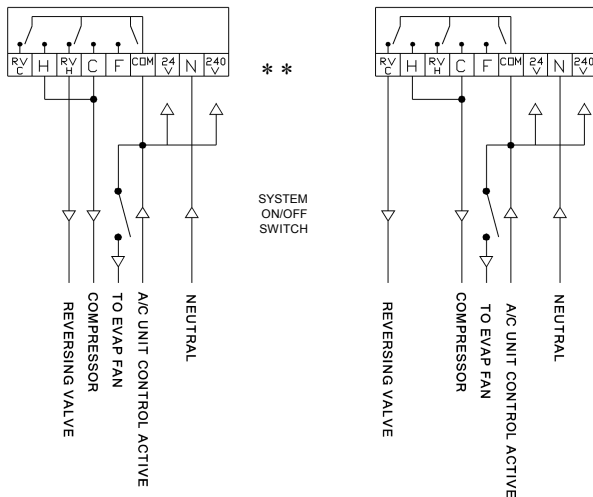 RV C H RV H C F COM 24 V N 240 V
* *
RV C H RV H C F COM 24 V N 240 V
SYSTEM
ON/OFF
SWITCH
REVERSING VALVE
COMPRESSOR
TO EVAP FAN
A/C UNIT CONTROL ACTIVE
NEUTRAL
REVERSING VALVE
COMPRESSOR
TO EVAP FAN
A/C UNIT CONTROL ACTIVE
NEUTRAL